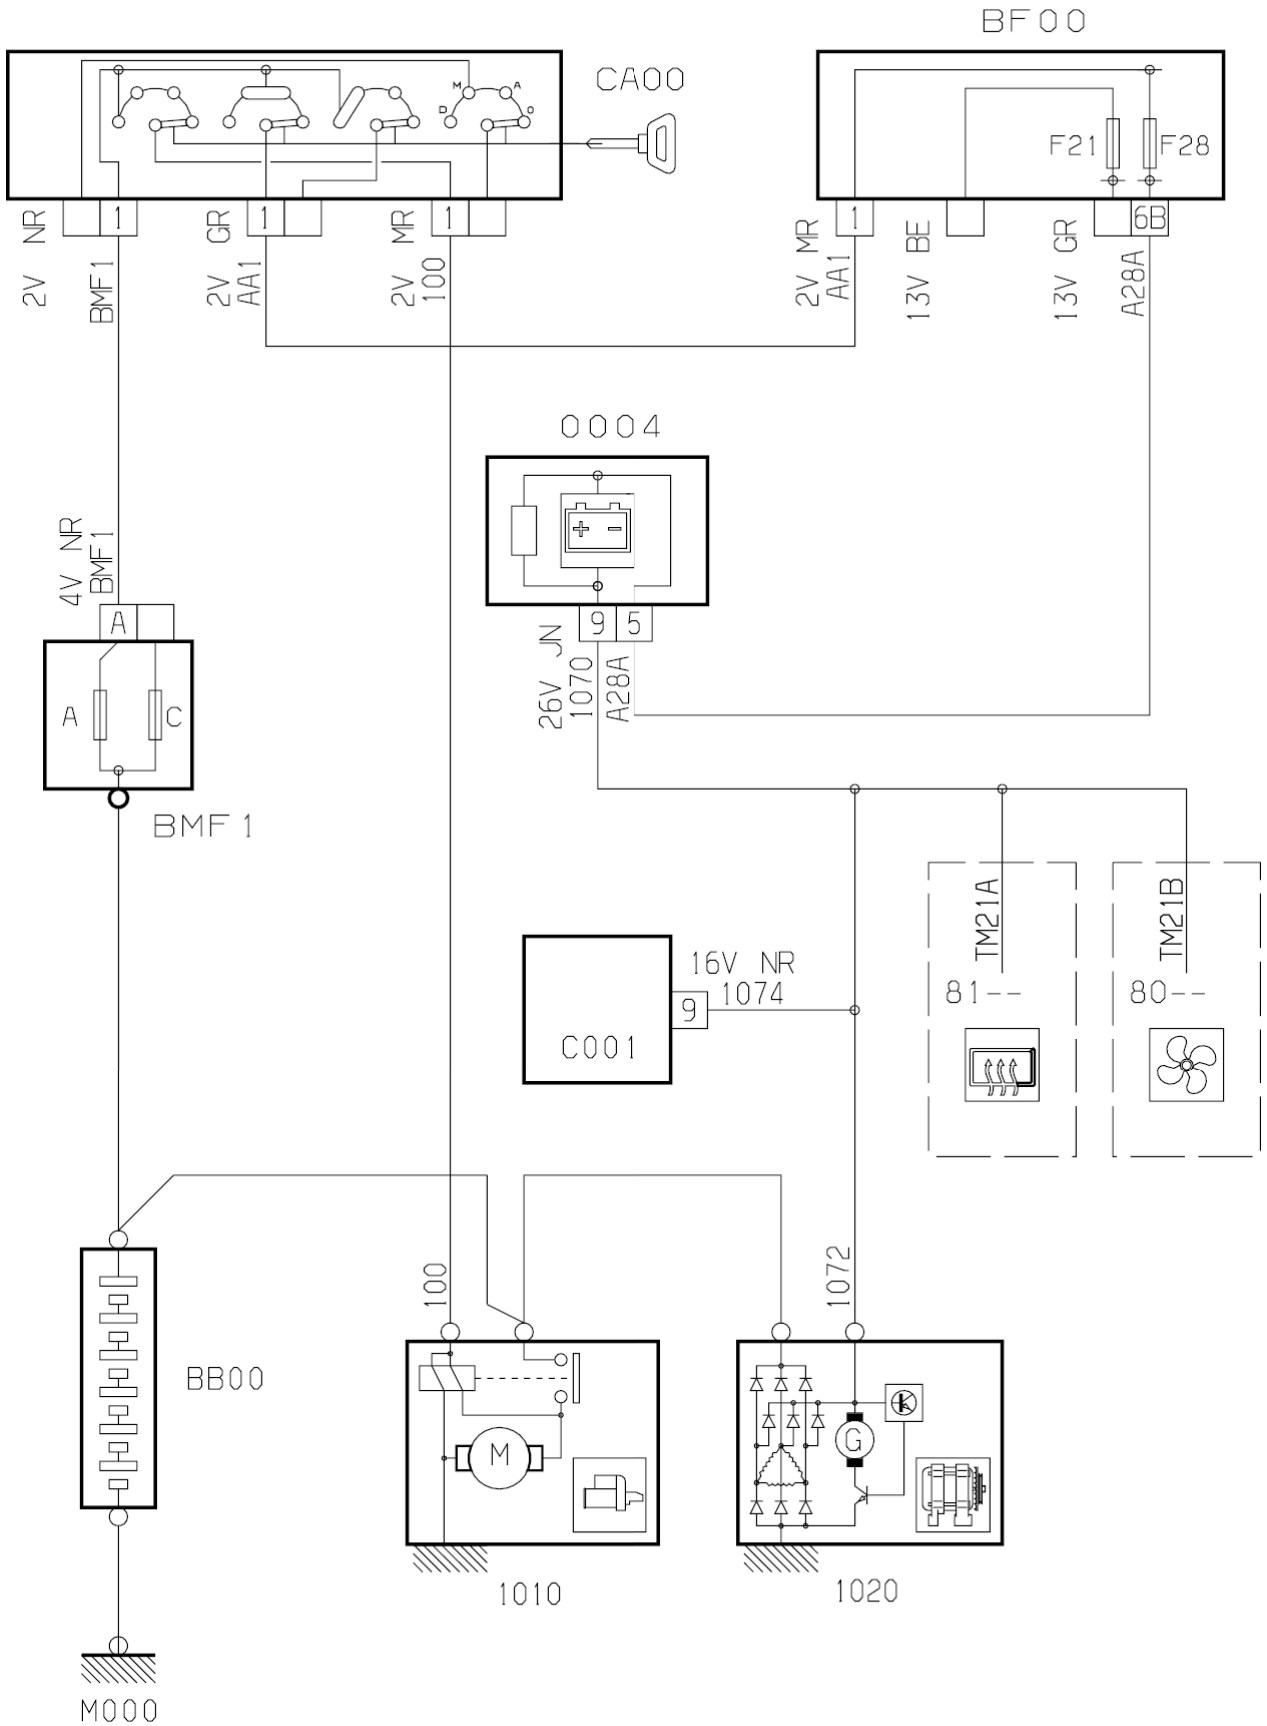 BF00
CA00
M
A
D
O
F21
F28
1
1
1
1
6B
2V NR
BMF1
2V GR
AA1
2V MR
100
2V MR
AA1
13V BE
13V GR
A28A
0004
+ -
9
5
26V JN
1070
A28A
4V NR
BMF1
A
A
C
BMF1
TM21A
TM21B
81--
80--
16V NR
1074
9
C001
100
1072
BB00
M
G
1010
1020
M000